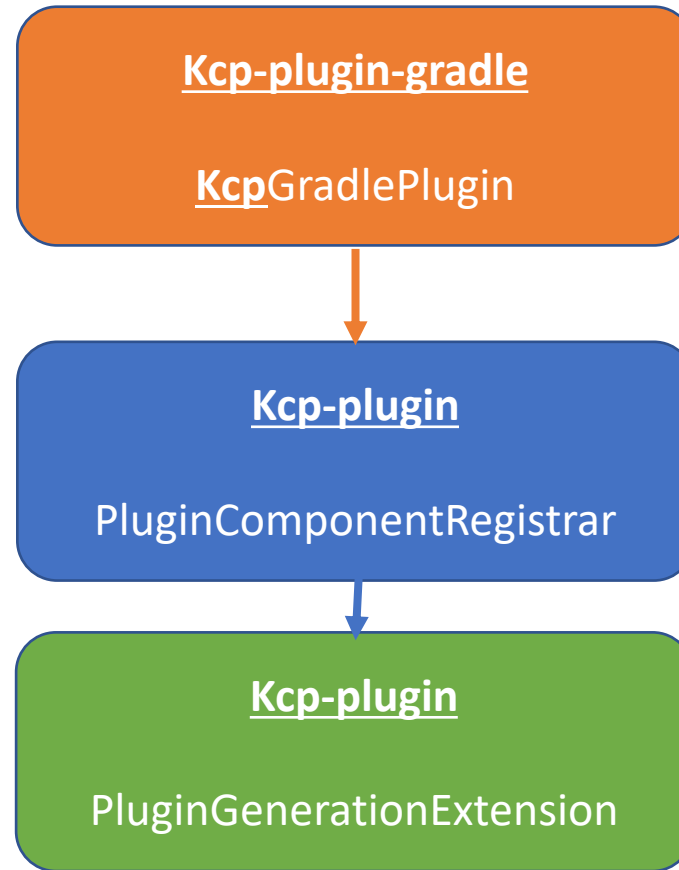 Kcp-plugin-gradle
KcpGradlePlugin
Kcp-plugin
PluginComponentRegistrar
Kcp-plugin
PluginGenerationExtension